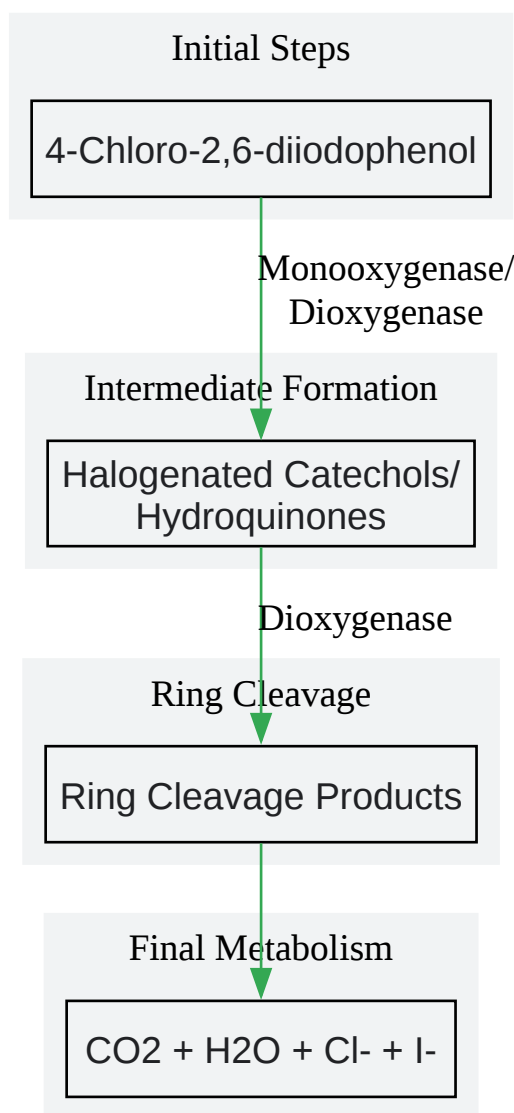 Initial Steps
4-Chloro-2,6-diiodophenol
Monooxygenase/
Dioxygenase
Intermediate Formation
Halogenated Catechols/
Hydroquinones
Dioxygenase
Ring Cleavage
Ring Cleavage Products
Final Metabolism
CO2 + H2O + Cl- + I-